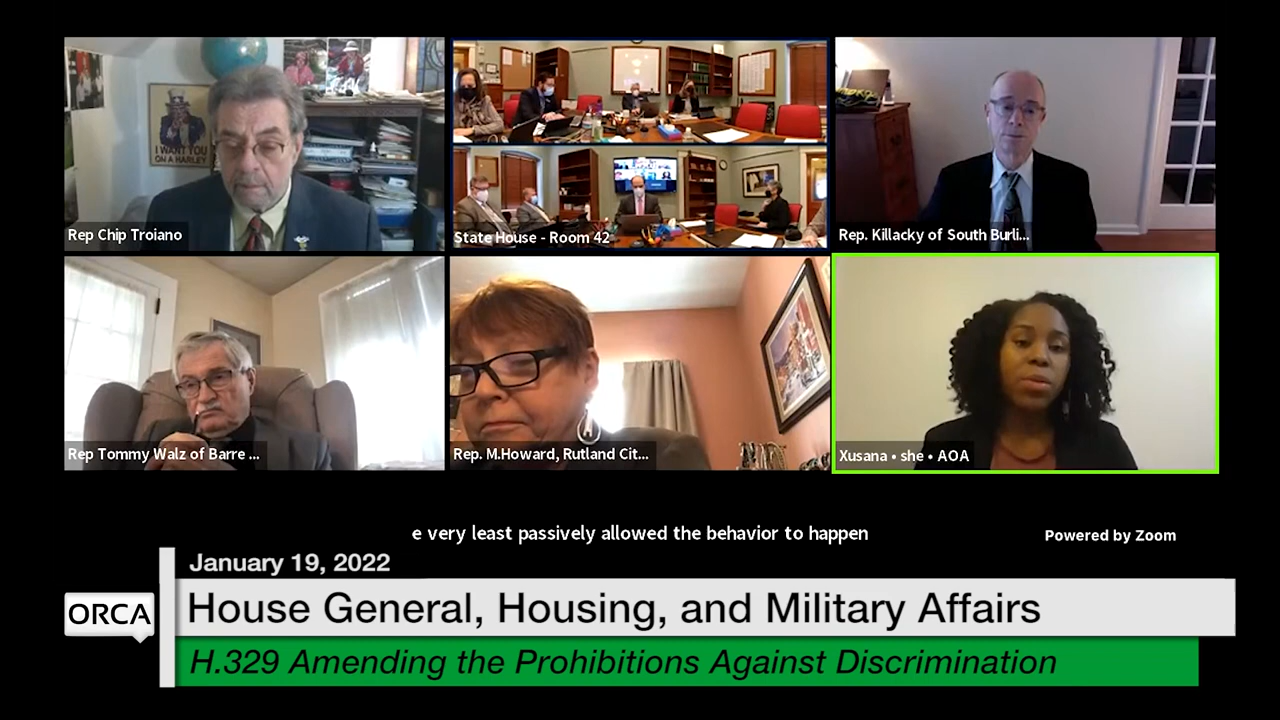 I WANT YOU
ON A HARLEY
Rep Chip Troiano
State House - Room 42
Rep. Killacky of South Burli...
Rep Tommy Walz of Barre ...
Rep. M.Howard, Rutland Cit...
Xusana • she • AOA
e very least passively allowed the behavior to happen
Powered by Zoom
January 19, 2022
ORCA
House General, Housing, and Military Affairs
H.329 Amending the Prohibitions Against Discrimination